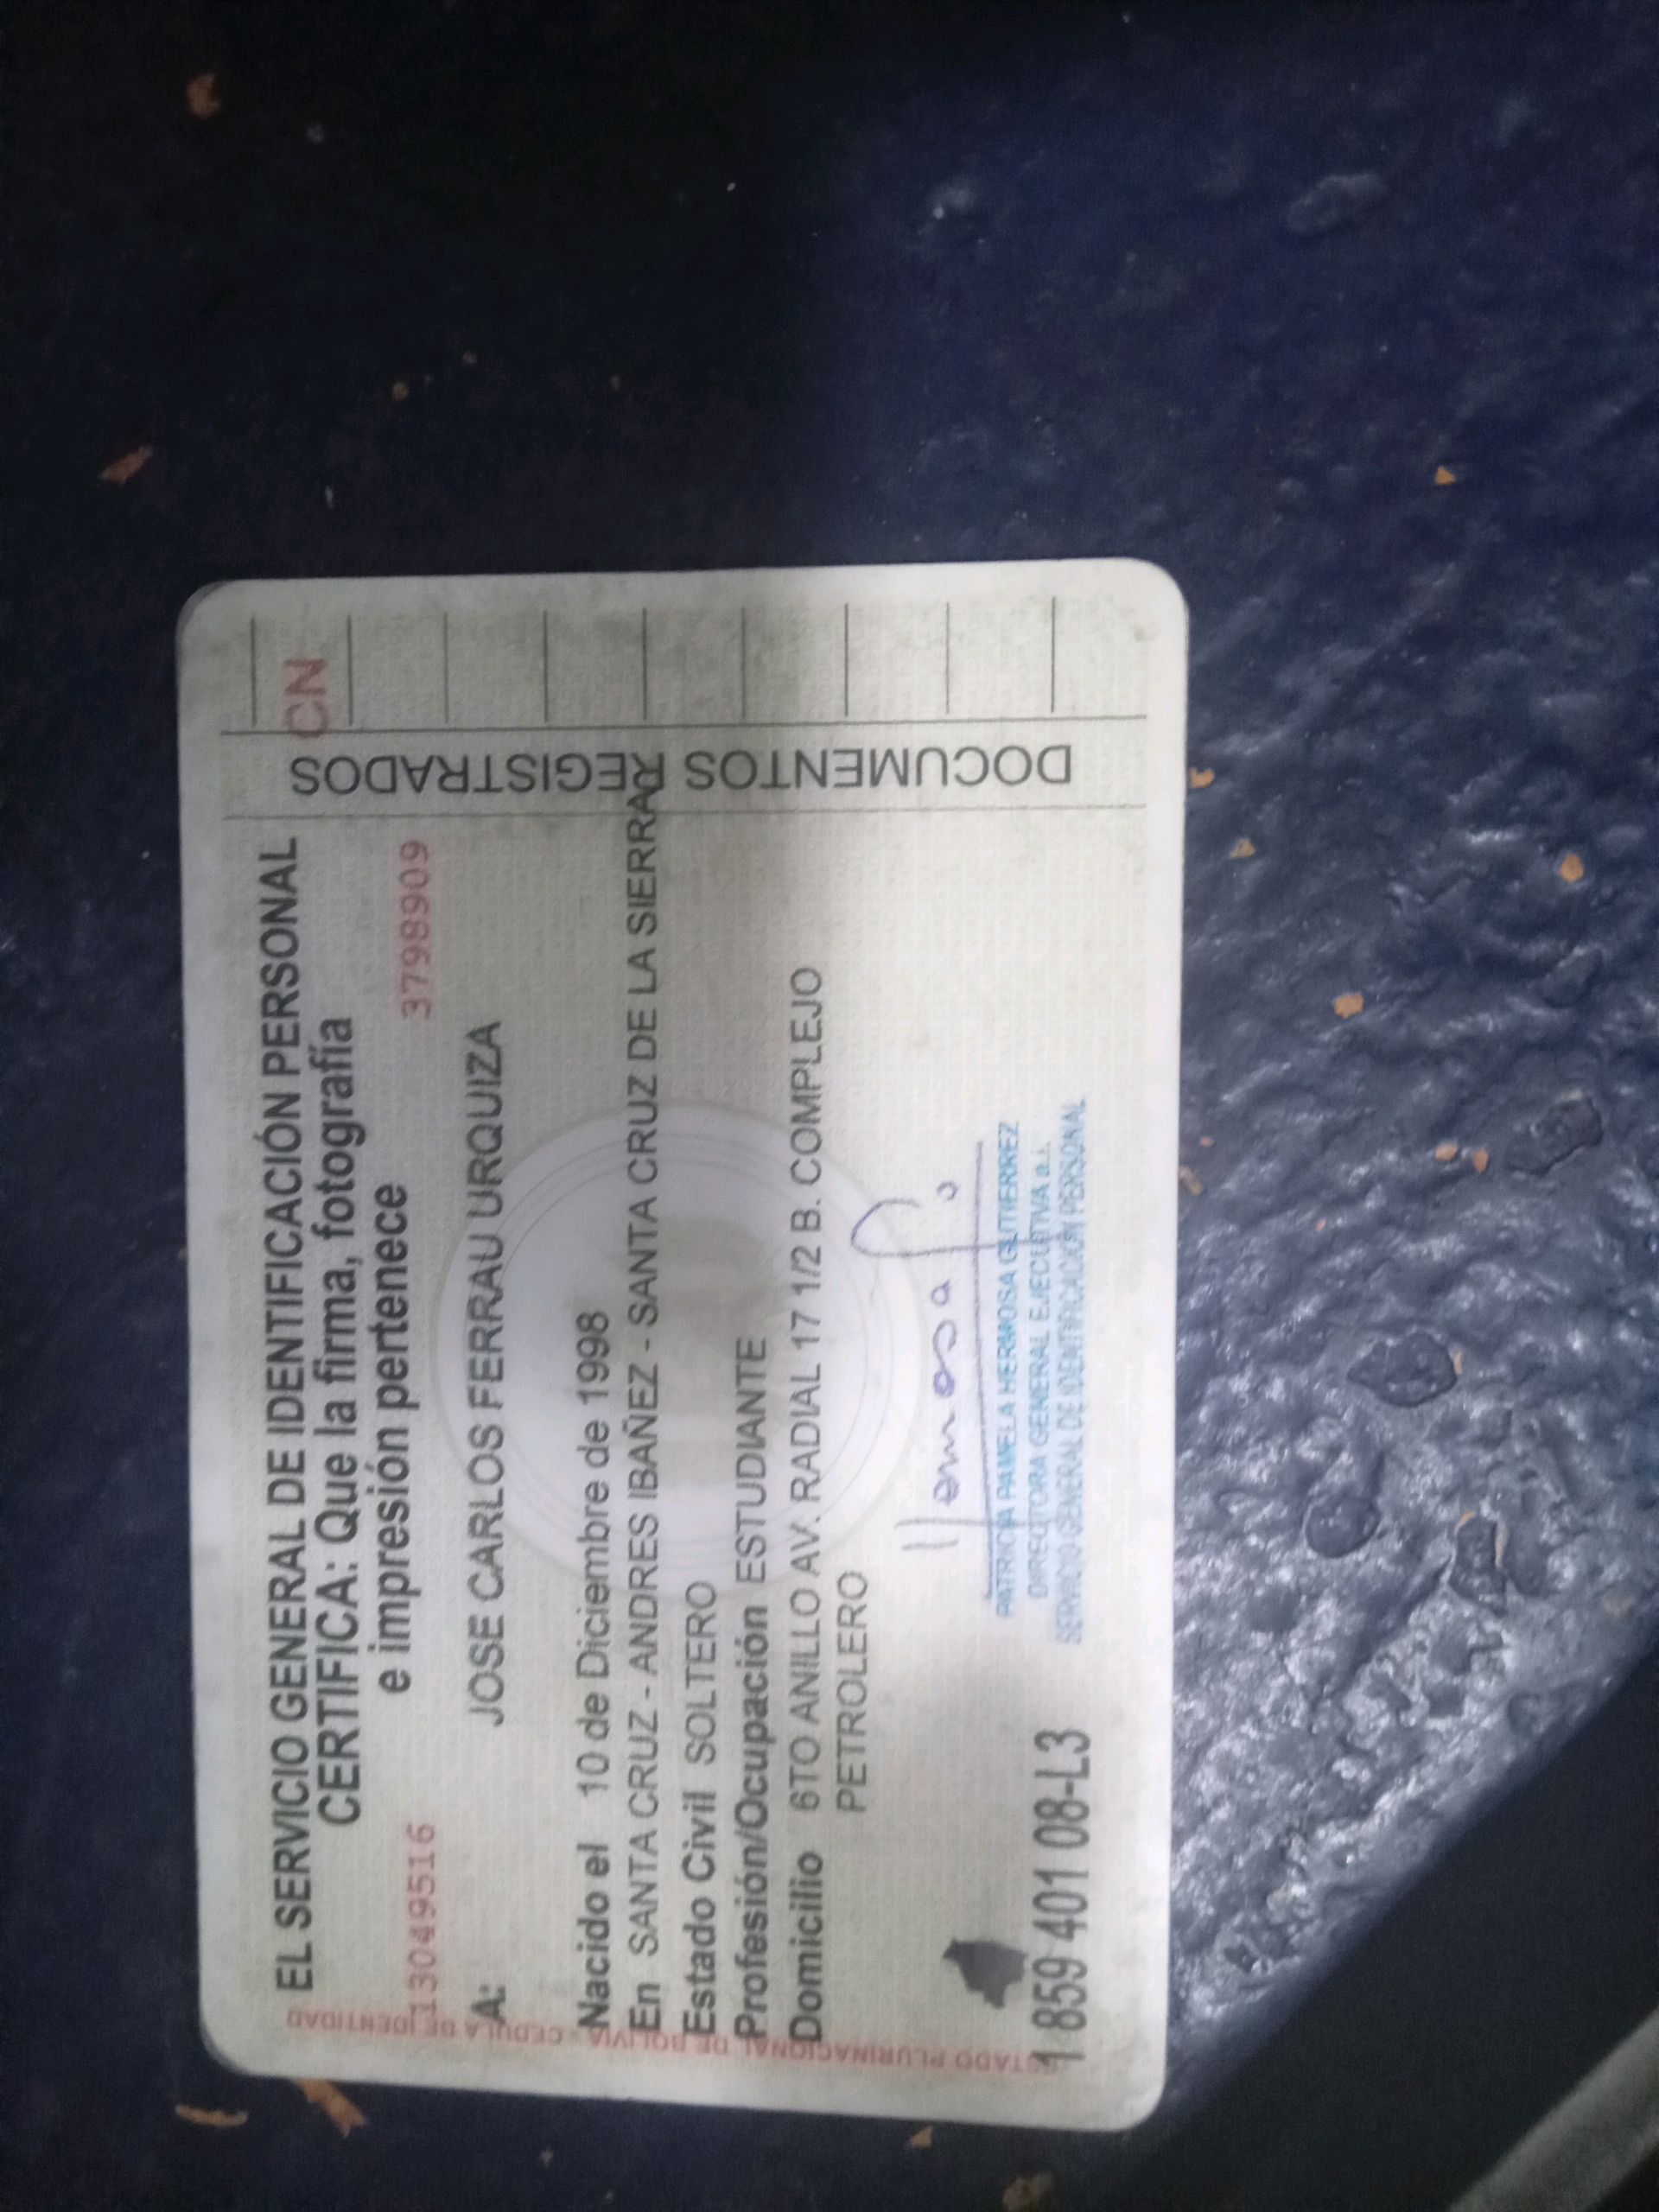 EL SERVICIO GENERAL DE IDENTIFICACIÓN PERSONAL
CERTIFICA: Que la firma, fotografía
e impresión pertenece
13049516
37989​09
A:
JOSE CARLOS FERRAU URQUIZA
Nacido el 10 de Diciembre de 1998
En SANTA CRUZ - ANDRES IBAÑEZ - SANTA CRUZ DE LA SIERRA
Estado Civil SOLTERO
Profesión/Ocupación ESTUDIANTE
Domicilio 6TO ANILLO AV. RADIAL 17 1/2 B. COMPLEJO
PETROLERO
PATRICIA PAMELA HERMOSA GUTIERREZ
DIRECTORA GENERAL EJECUTIVA a.i.
SERVICIO GENERAL DE IDENTIFICACIÓN PERSONAL
1 859 401 08-L3
ESTADO PLURINACIONAL DE BOLIVIA - CEDULA DE IDENTIDAD
DOCUMENTOS REGISTRADOS
CN